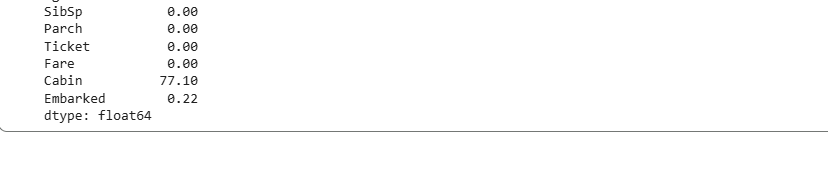 SibSp 0.00
Parch 0.00
Ticket 0.00
Fare 0.00
Cabin 77.10
Embarked 0.22
dtype: float64